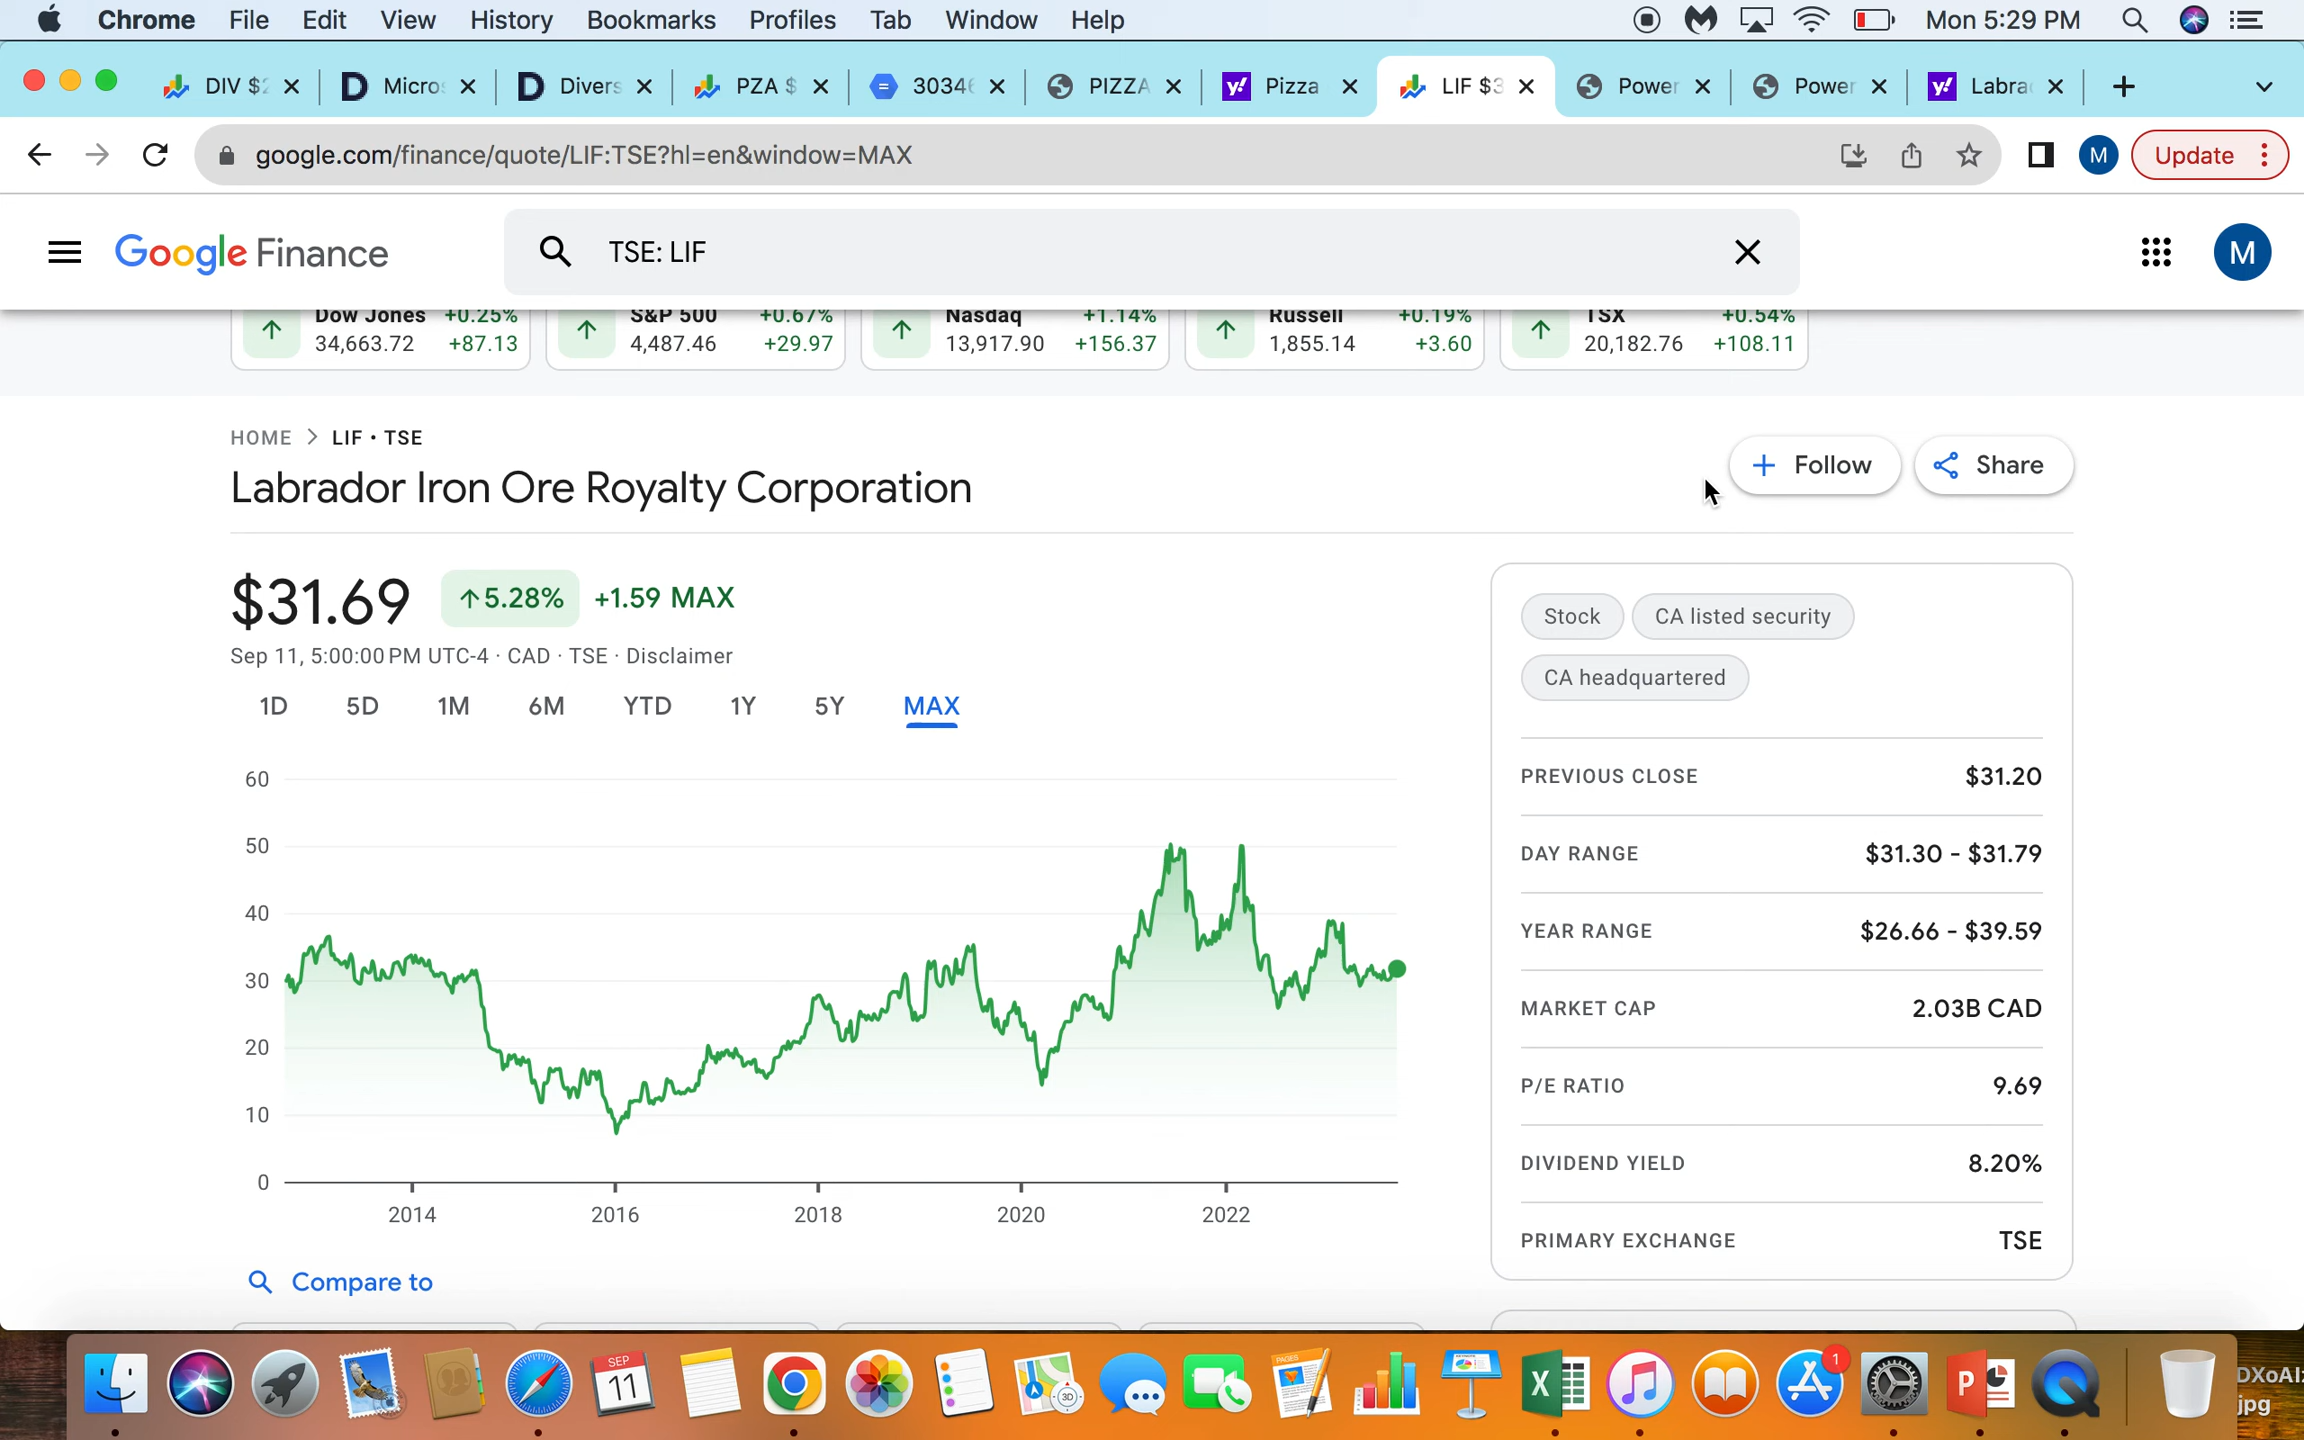 Chrome File Edit View History Bookmarks Profiles Tab Window Help Mon 5:29 PM
DIV $ Micro D Divers PZA $ 3034 PIZZA y! Pizza LIF $3 Power Power y! Labra
google.com/finance/quote/LIF:TSE?hl=en&window=MAX M Update
Google Finance TSE: LIF M
Dow Jones +0.25% S&P 500 +0.67% Nasdaq +1.14% Russell +0.19% TSX +0.54%
34,663.72 +87.13 4,487.46 +29.97 13,917.90 +156.37 1,855.14 +3.60 20,182.76 +108.11
HOME > LIF • TSE
Follow Share
Labrador Iron Ore Royalty Corporation
$31.69 ↑5.28% +1.59 MAX
Sep 11, 5:00:00 PM UTC-4 · CAD · TSE · Disclaimer
1D 5D 1M 6M YTD 1Y 5Y MAX
60
50
40
30
20
10
0
2014 2016 2018 2020 2022
Compare to
Stock CA listed security
CA headquartered
PREVIOUS CLOSE $31.20
DAY RANGE $31.30 - $31.79
YEAR RANGE $26.66 - $39.59
MARKET CAP 2.03B CAD
P/E RATIO 9.69
DIVIDEND YIELD 8.20%
PRIMARY EXCHANGE TSE
SEP
11
3D
PAGES
1
jpg